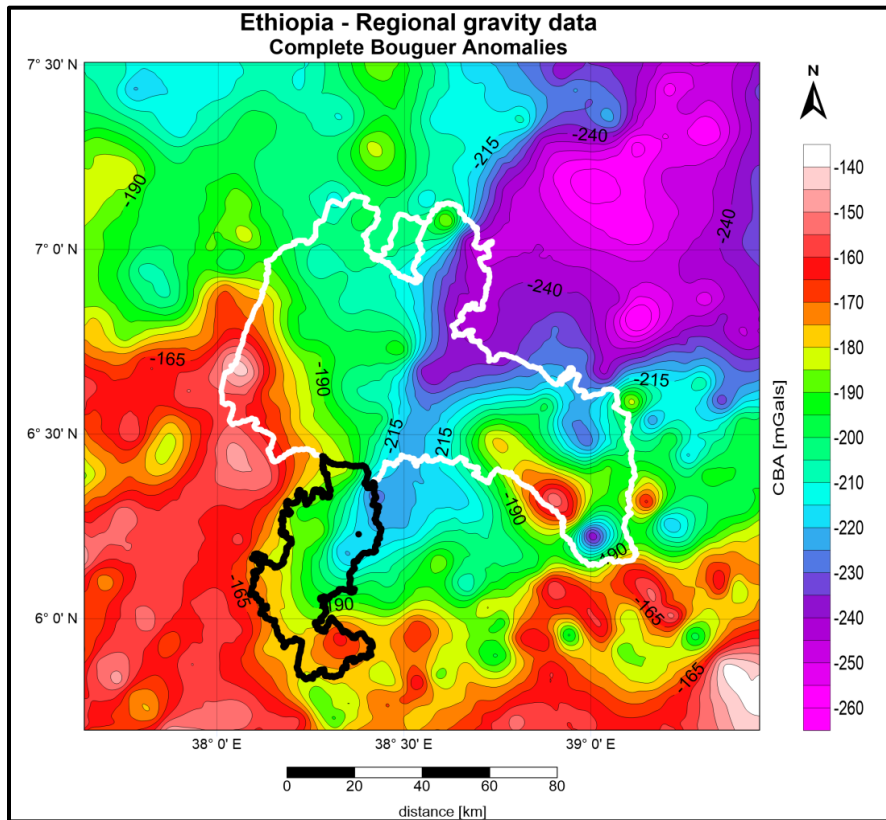 Ethiopia - Regional gravity data
Complete Bouguer Anomalies
7° 30' N
7° 0' N
6° 30' N
6° 0' N
38° 0' E
38° 30' E
39° 0' E
-190
-215
-240
-240
-240
-165
-190
-215
-215
215
-190
-190
-165
190
-165
-165
N
-140
-150
-160
-170
-180
-190
-200
-210
-220
-230
-240
-250
-260
CBA [mGals]
0 20 40 60 80
distance [km]